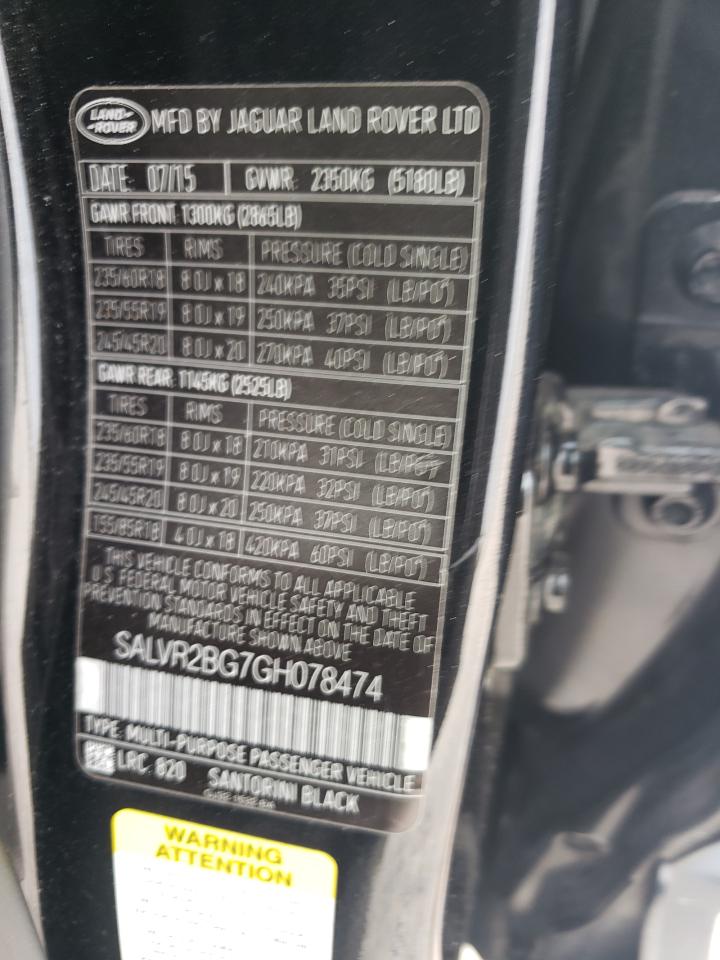 LAND-ROVER MFD BY JAGUAR LAND ROVER LTD
DATE: 07/15 GVWR: 2350KG (5180LB)
GAWR FRONT: 1300KG (2865LB)
TIRES RIMS PRESSURE (COLD SINGLE)
235/60R18 8.0J x 18 240KPA 35PSI (LB/PO²)
235/55R19 8.0J x 19 250KPA 37PSI (LB/PO²)
245/45R20 8.0J x 20 270KPA 40PSI (LB/PO²)
GAWR REAR: 1145KG (2525LB)
TIRES RIMS PRESSURE (COLD SINGLE)
235/60R18 8.0J x 18 210KPA 31PSI (LB/PO²)
235/55R19 8.0J x 19 220KPA 32PSI (LB/PO²)
245/45R20 8.0J x 20 250KPA 37PSI (LB/PO²)
155/85R18 4.0J x 18 420KPA 60PSI (LB/PO²)
THIS VEHICLE CONFORMS TO ALL APPLICABLE
U.S FEDERAL MOTOR VEHICLE SAFETY AND THEFT
PREVENTION STANDARDS IN EFFECT ON THE DATE OF
MANUFACTURE SHOWN ABOVE
SALVR2BG7GH078474
TYPE: MULTI-PURPOSE PASSENGER VEHICLE
LRC: 820 SANTORINI BLACK
WARNING
ATTENTION